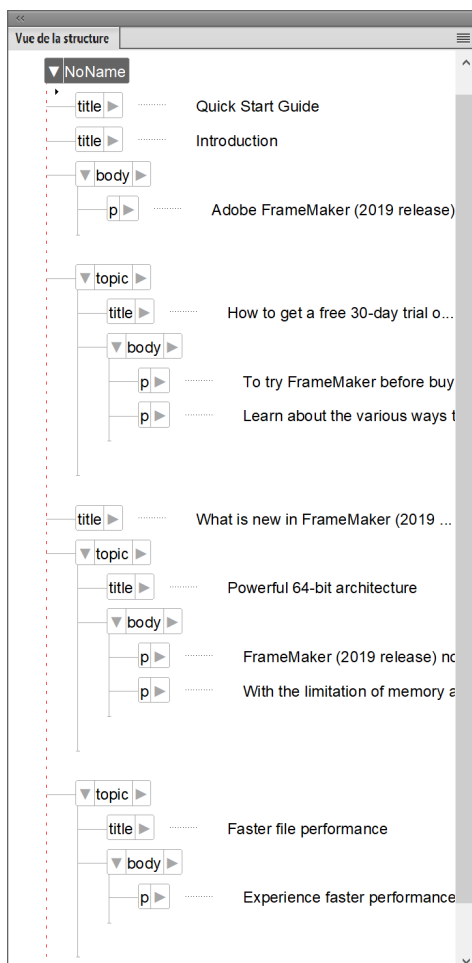 <<
Vue de la structure
NoName
title Quick Start Guide
title Introduction
body
p Adobe FrameMaker (2019 release)
topic
title How to get a free 30-day trial o...
body
p To try FrameMaker before buy
p Learn about the various ways t
title What is new in FrameMaker (2019 ...
topic
title Powerful 64-bit architecture
body
p FrameMaker (2019 release) no
p With the limitation of memory a
topic
title Faster file performance
body
p Experience faster performance